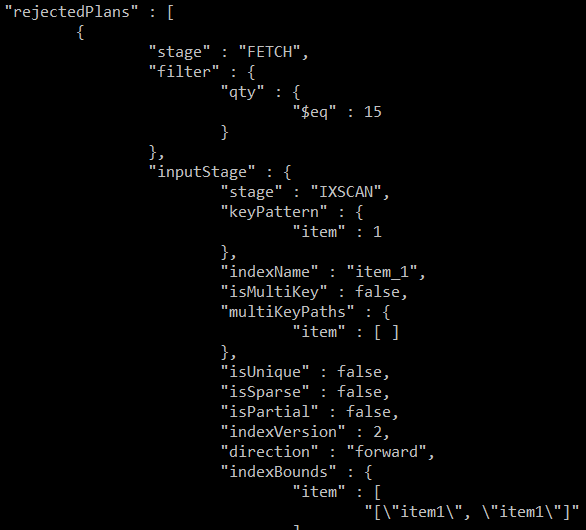 "rejectedPlans" : [
{
"stage" : "FETCH",
"filter" : {
"qty" : {
"$eq" : 15
}
},
"inputStage" : {
"stage" : "IXSCAN",
"keyPattern" : {
"item" : 1
},
"indexName" : "item_1",
"isMultiKey" : false,
"multiKeyPaths" : {
"item" : [ ]
},
"isUnique" : false,
"isSparse" : false,
"isPartial" : false,
"indexVersion" : 2,
"direction" : "forward",
"indexBounds" : {
"item" : [
"[\"item1\", \"item1\"]"